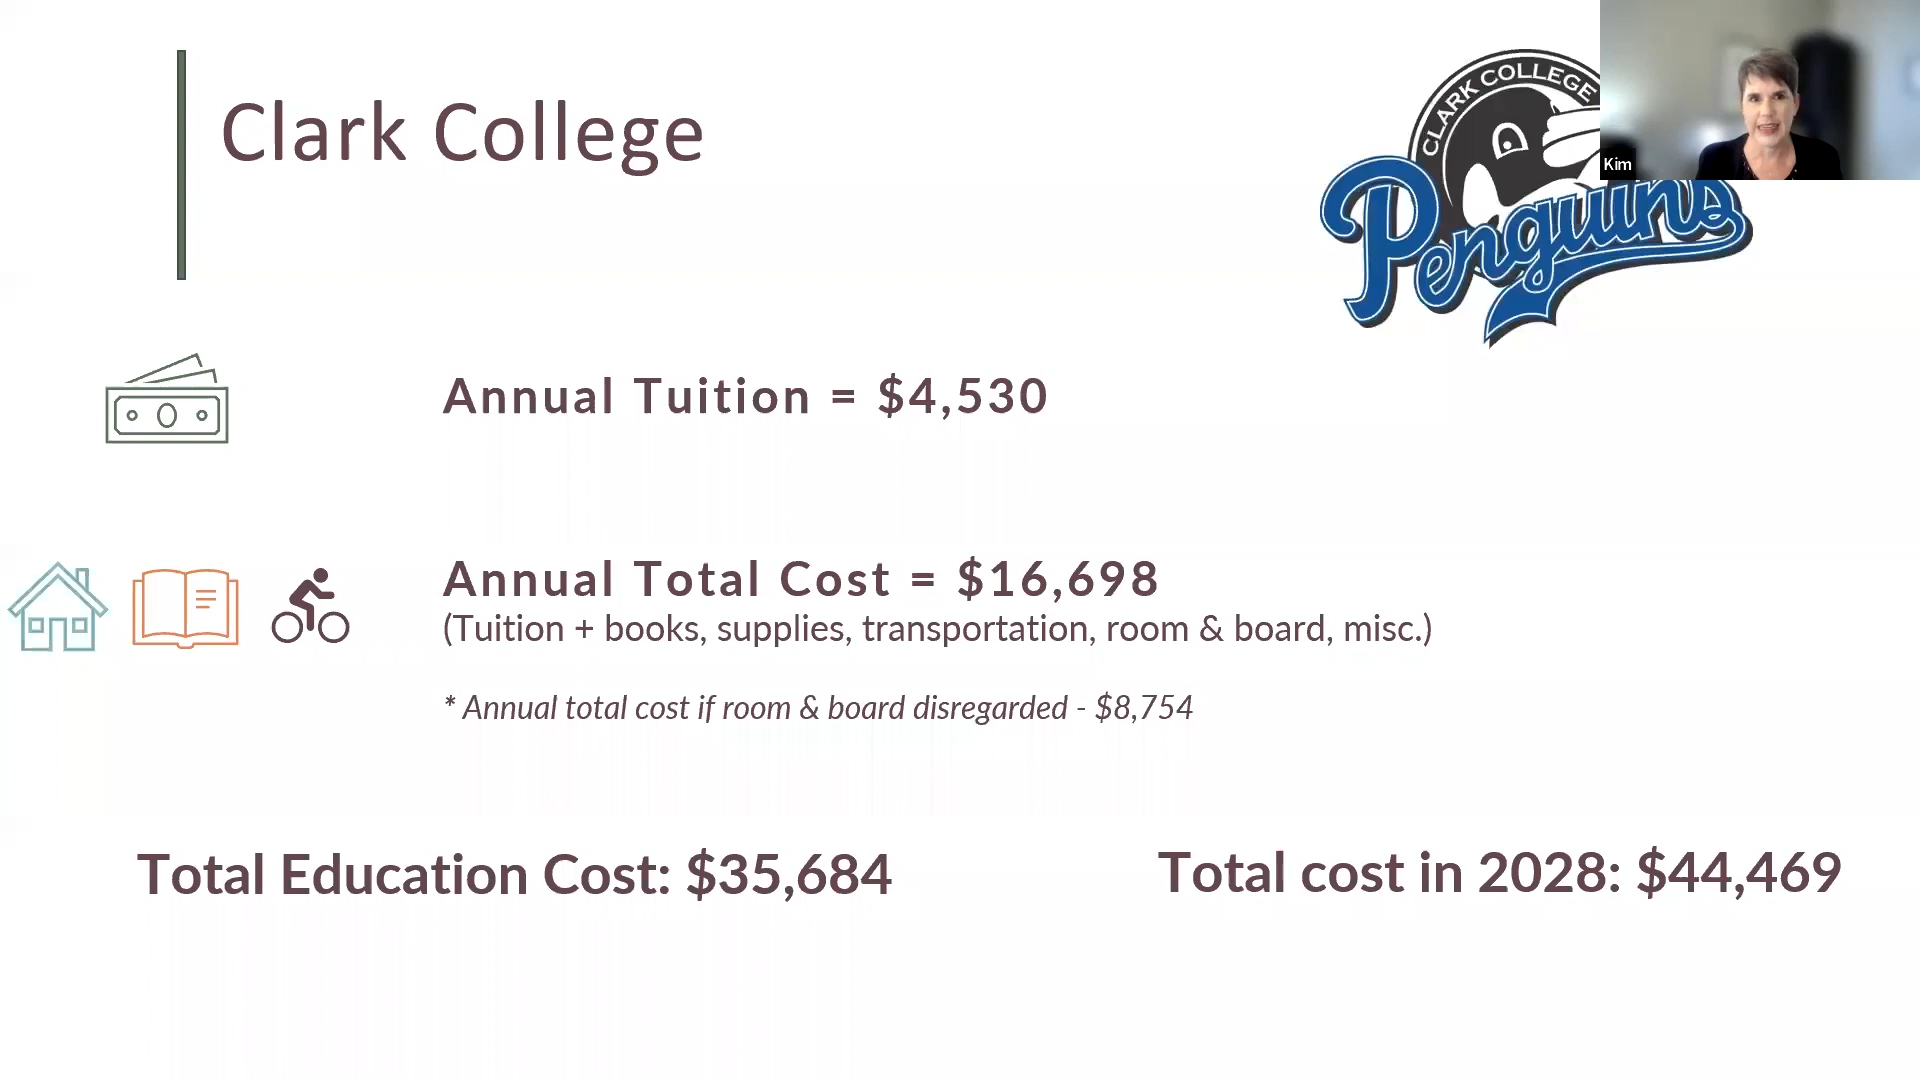 Clark College
CLARK COLLEGE
Penguins
Kim
Annual Tuition = $4,530
Annual Total Cost = $16,698
(Tuition + books, supplies, transportation, room & board, misc.)
* Annual total cost if room & board disregarded - $8,754
Total Education Cost: $35,684
Total cost in 2028: $44,469